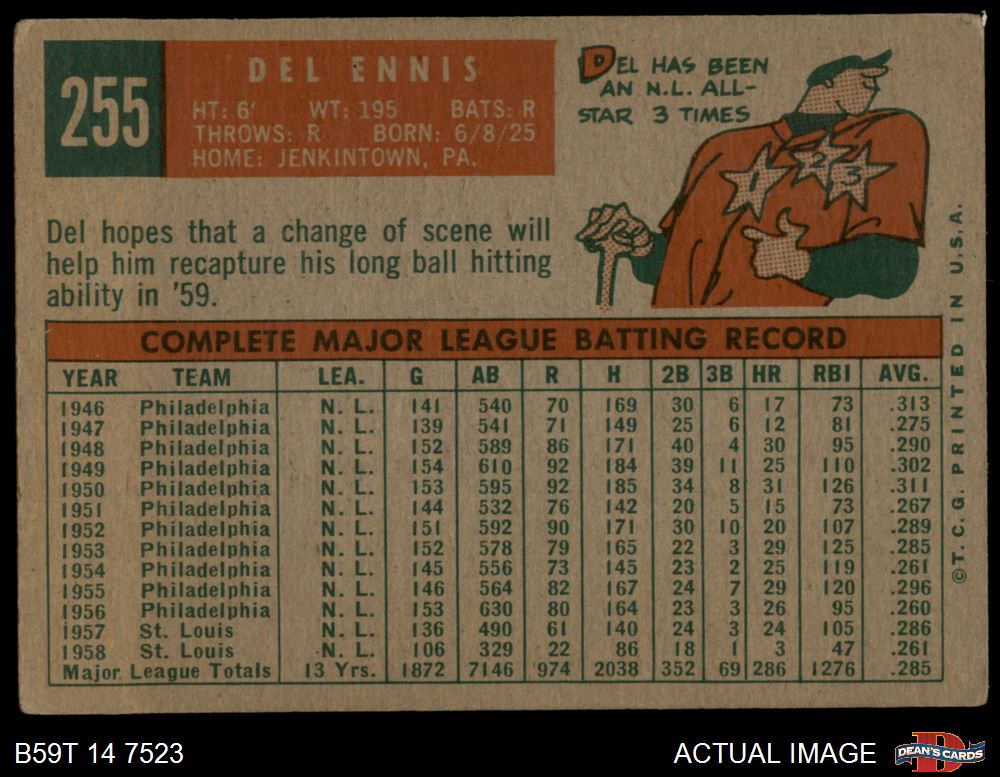 255
DEL ENNIS
HT: 6' WT: 195 BATS: R
THROWS: R BORN: 6/8/25
HOME: JENKINTOWN, PA.
DEL HAS BEEN
AN N.L. ALL-
STAR 3 TIMES
1 2 3
Del hopes that a change of scene will
help him recapture his long ball hitting
ability in '59.
COMPLETE MAJOR LEAGUE BATTING RECORD
YEAR TEAM LEA. G AB R H 2B 3B HR RBI AVG.
1946 Philadelphia N. L. 141 540 70 169 30 6 17 73 .313
1947 Philadelphia N. L. 139 541 71 149 25 6 12 81 .275
1948 Philadelphia N. L. 152 589 86 171 40 4 30 95 .290
1949 Philadelphia N. L. 154 610 92 184 39 11 25 110 .302
1950 Philadelphia N. L. 153 595 92 185 34 8 31 126 .311
1951 Philadelphia N. L. 144 532 76 142 20 5 15 73 .267
1952 Philadelphia N. L. 151 592 90 171 30 10 20 107 .289
1953 Philadelphia N. L. 152 578 79 165 22 3 29 125 .285
1954 Philadelphia N. L. 145 556 73 145 23 2 25 119 .261
1955 Philadelphia N. L. 146 564 82 167 24 7 29 120 .296
1956 Philadelphia N. L. 153 630 80 164 23 3 26 95 .260
1957 St. Louis N. L. 136 490 61 140 24 3 24 105 .286
1958 St. Louis N. L. 106 329 22 86 18 1 3 47 .261
Major League Totals 13 Yrs. 1872 7146 974 2038 352 69 286 1276 .285
©T. C. G. PRINTED IN U.S.A.
B59T 14 7523
ACTUAL IMAGE
D
DEAN'S CARDS